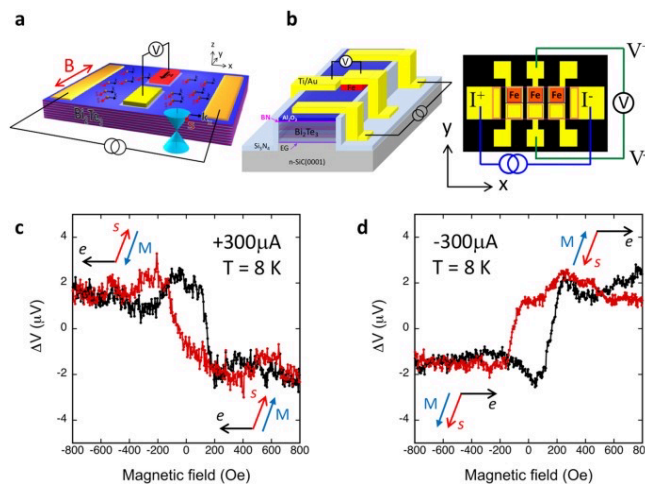 a
b
V
z
y
x
B
Bi₂Te₃
Ti/Au
V
Fe
BN
Al₂O₃
Bi₂Te₃
Si₃N₄
EG
n-SiC(0001)
I⁺
Fe
Fe
Fe
I⁻
V
y
x
c
+300μA
T = 8 K
s
M
e
ΔV (μV)
4
2
0
-2
-4
s
M
e
-800 -600 -400 -200 0 200 400 600 800
Magnetic field (Oe)
d
-300μA
T = 8 K
M
s
e
ΔV (μV)
4
2
0
-2
-4
M
s
e
-800 -600 -400 -200 0 200 400 600 800
Magnetic field (Oe)